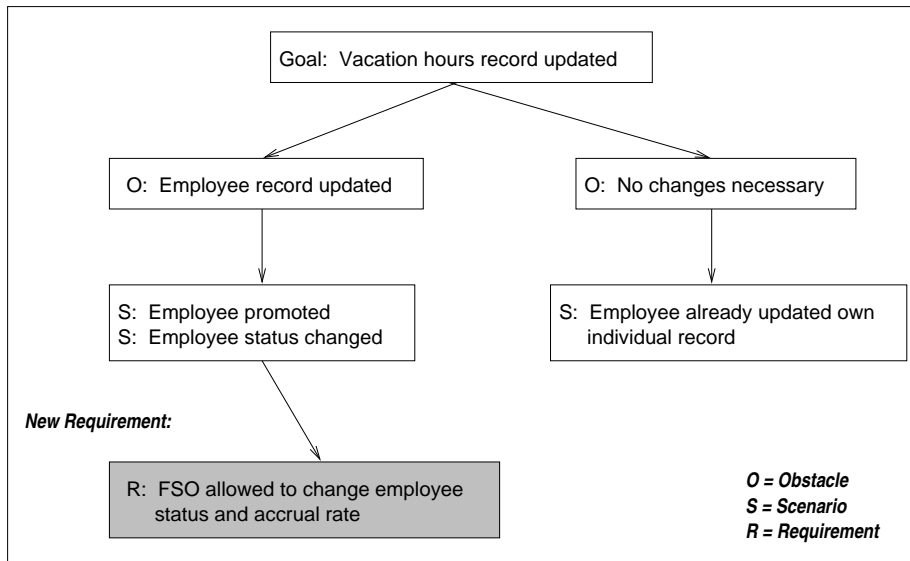 Goal: Vacation hours record updated
O: Employee record updated
O: No changes necessary
S: Employee promoted
S: Employee status changed
S: Employee already updated own
individual record
New Requirement:
R: FSO allowed to change employee
status and accrual rate
O = Obstacle
S = Scenario
R = Requirement